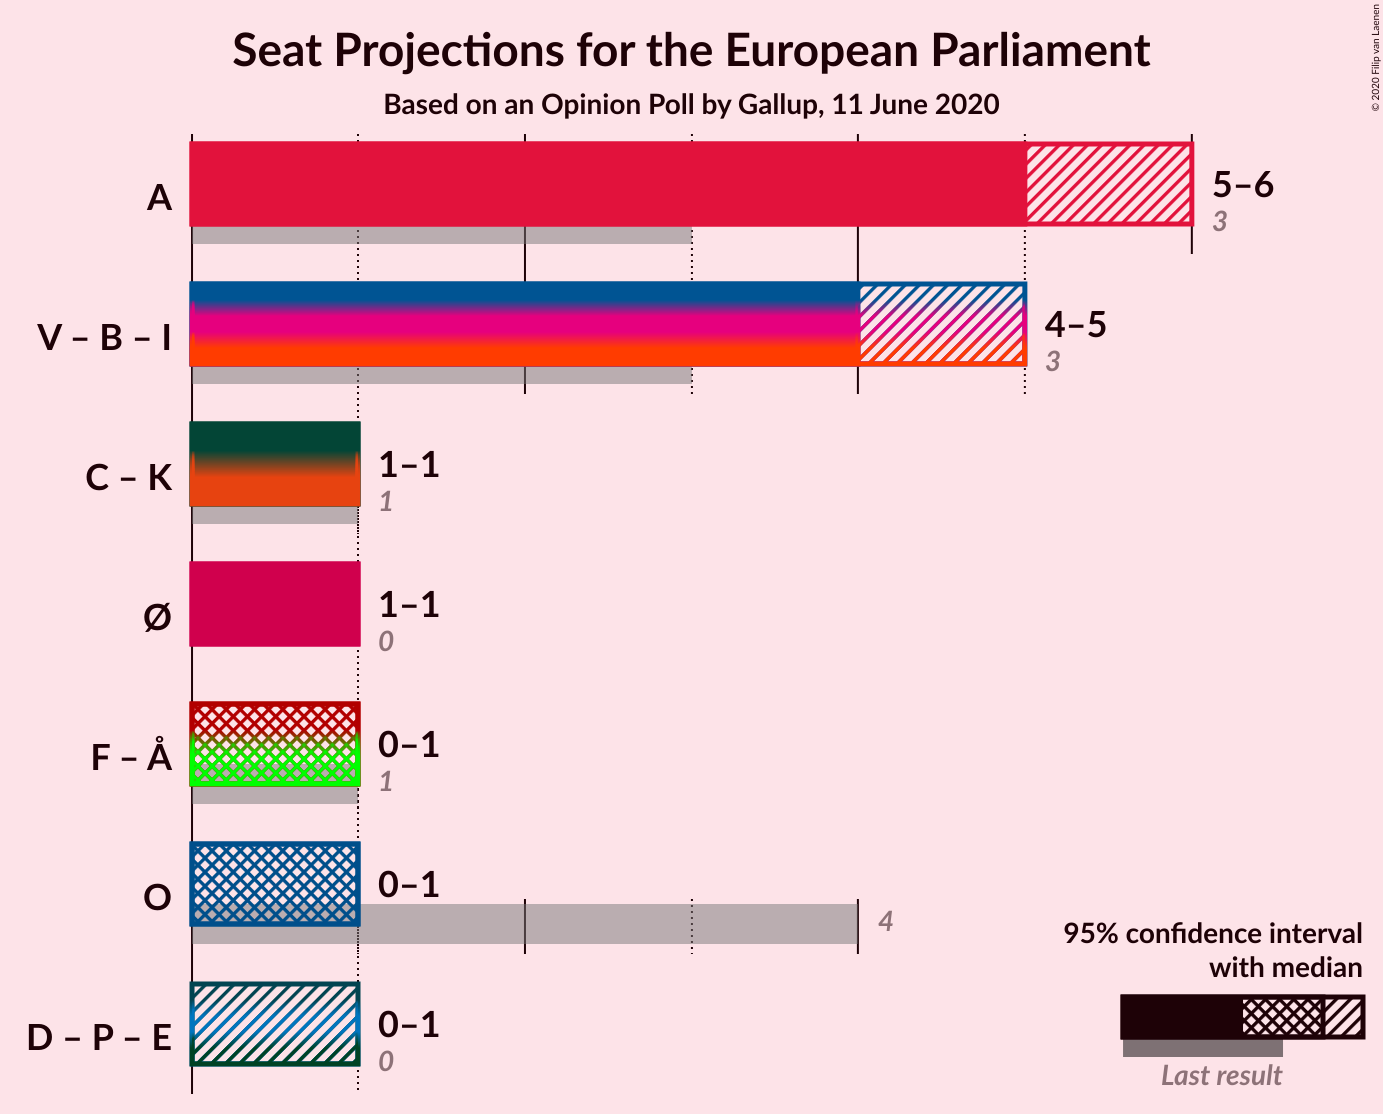 Seat Projections for the European Parliament
Based on an Opinion Poll by Gallup, 11 June 2020
© 2020 Filip van Laenen
A
5–6
3
V – B – I
4–5
3
C – K
1–1
1
Ø
1–1
0
F – Å
0–1
1
O
0–1
4
D – P – E
0–1
0
95% confidence interval
with median
Last result